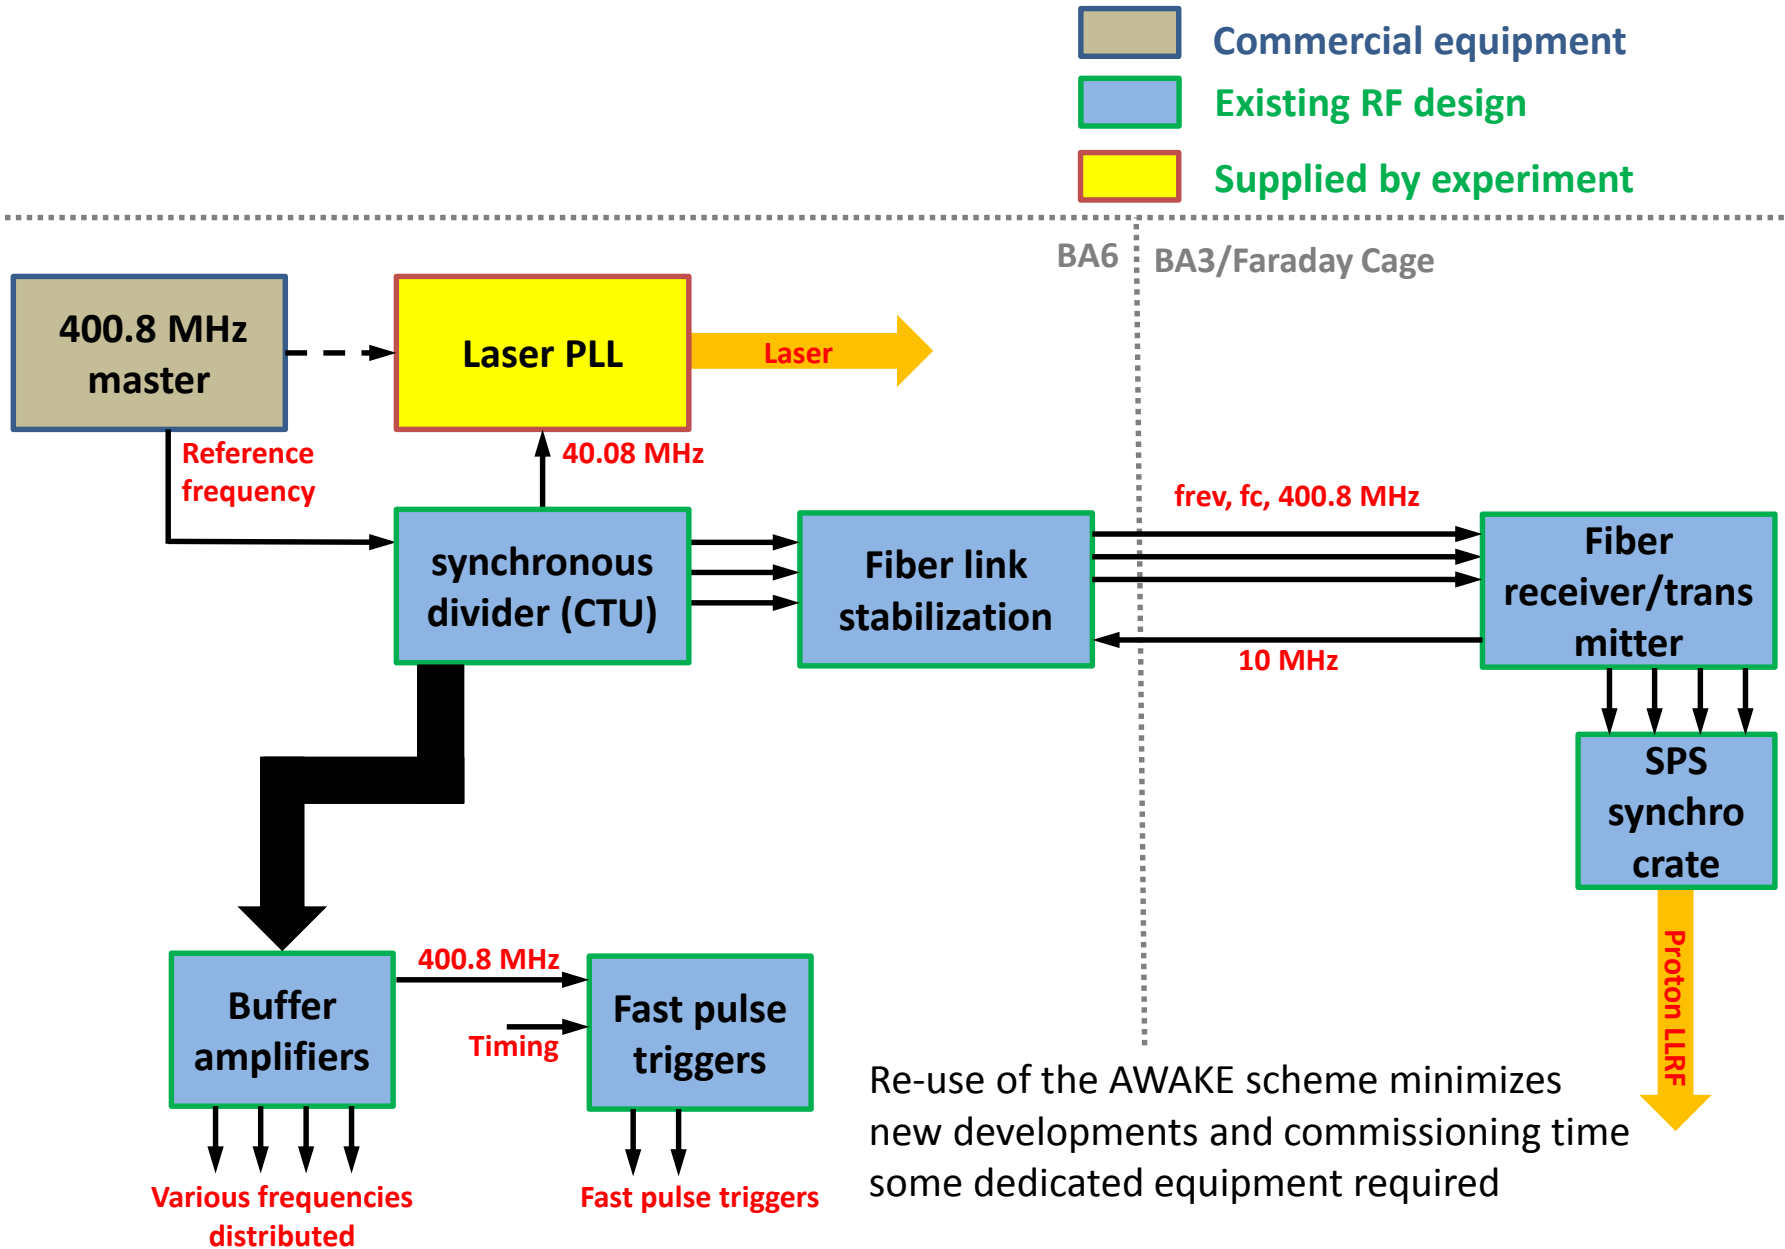 Commercial equipment
Existing RF design
Supplied by experiment
BA6
BA3/Faraday Cage
400.8 MHz
master
Laser PLL
Laser
Reference
frequency
40.08 MHz
synchronous
divider (CTU)
Fiber link
stabilization
frev, fc, 400.8 MHz
10 MHz
Fiber
receiver/trans
mitter
SPS
synchro
crate
Proton LLRF
Buffer
amplifiers
400.8 MHz
Timing
Fast pulse
triggers
Various frequencies
distributed
Fast pulse triggers
Re-use of the AWAKE scheme minimizes
new developments and commissioning time
some dedicated equipment required